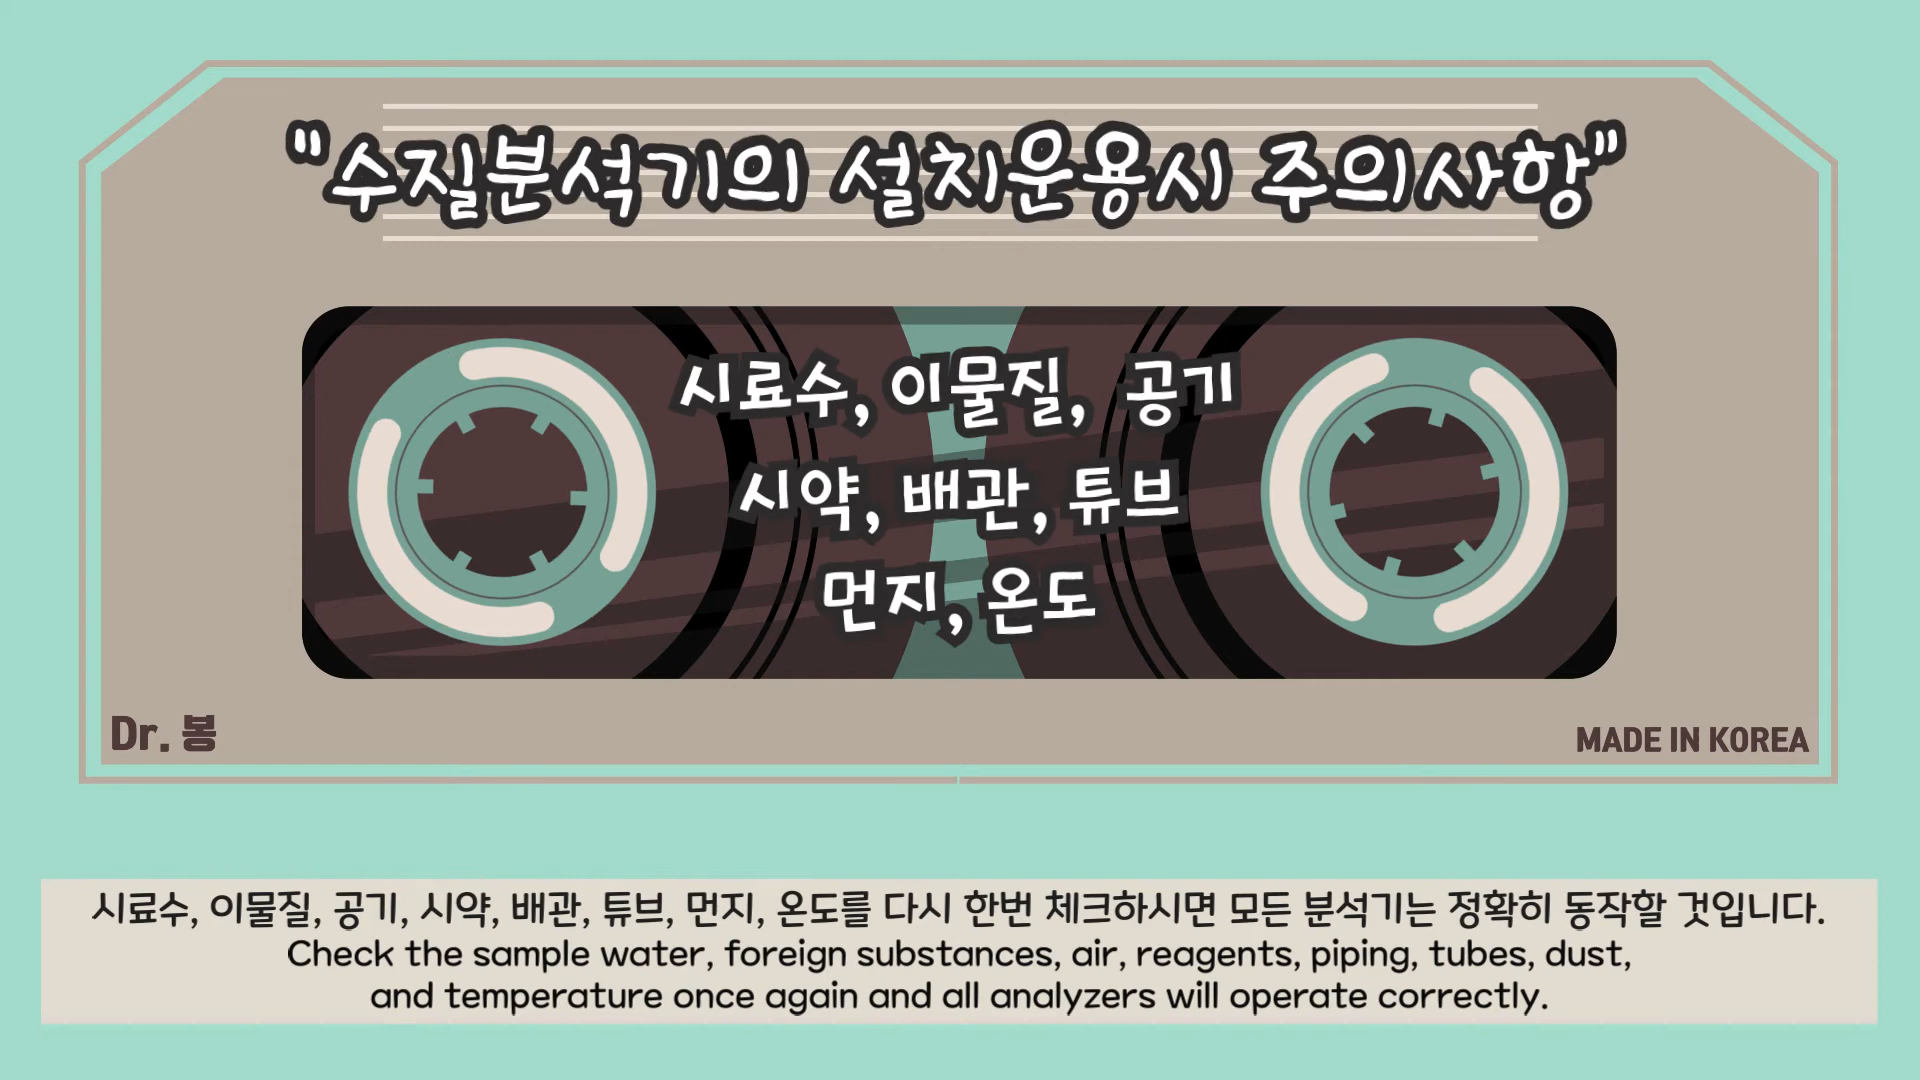 "수질분석기의 설치운용시 주의사항"
시료수, 이물질, 공기
시약, 배관, 튜브
먼지, 온도
Dr. 봉
MADE IN KOREA
시료수, 이물질, 공기, 시약, 배관, 튜브, 먼지, 온도를 다시 한번 체크하시면 모든 분석기는 정확히 동작할 것입니다.
Check the sample water, foreign substances, air, reagents, piping, tubes, dust,
and temperature once again and all analyzers will operate correctly.